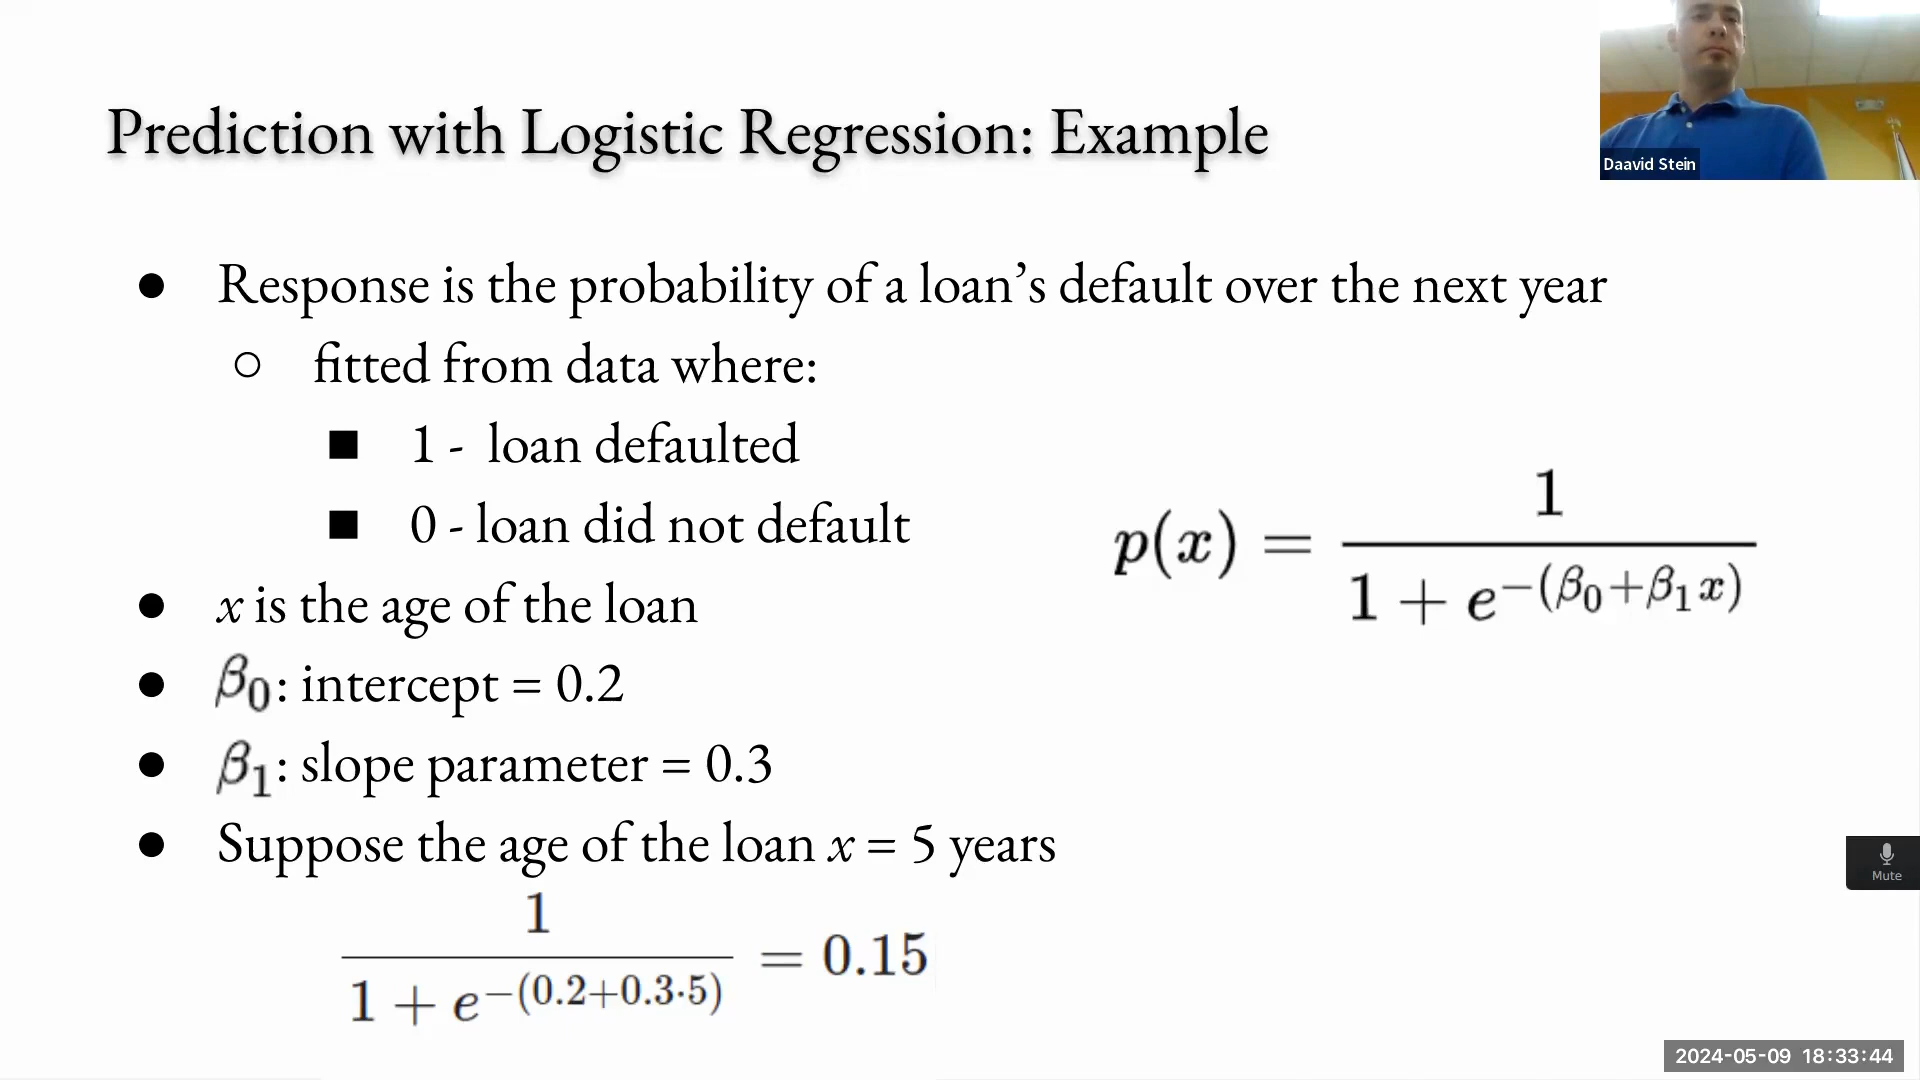 Prediction with Logistic Regression: Example
Daavid Stein
● Response is the probability of a loan’s default over the next year
○ fitted from data where:
■ 1 - loan defaulted
■ 0 - loan did not default
p(x) = 1 / (1 + e^−(β₀+β₁x))
● x is the age of the loan
● β₀: intercept = 0.2
● β₁: slope parameter = 0.3
● Suppose the age of the loan x = 5 years
1 / (1 + e^−(0.2+0.3·5)) = 0.15
Mute
2024-05-09 18:33:44